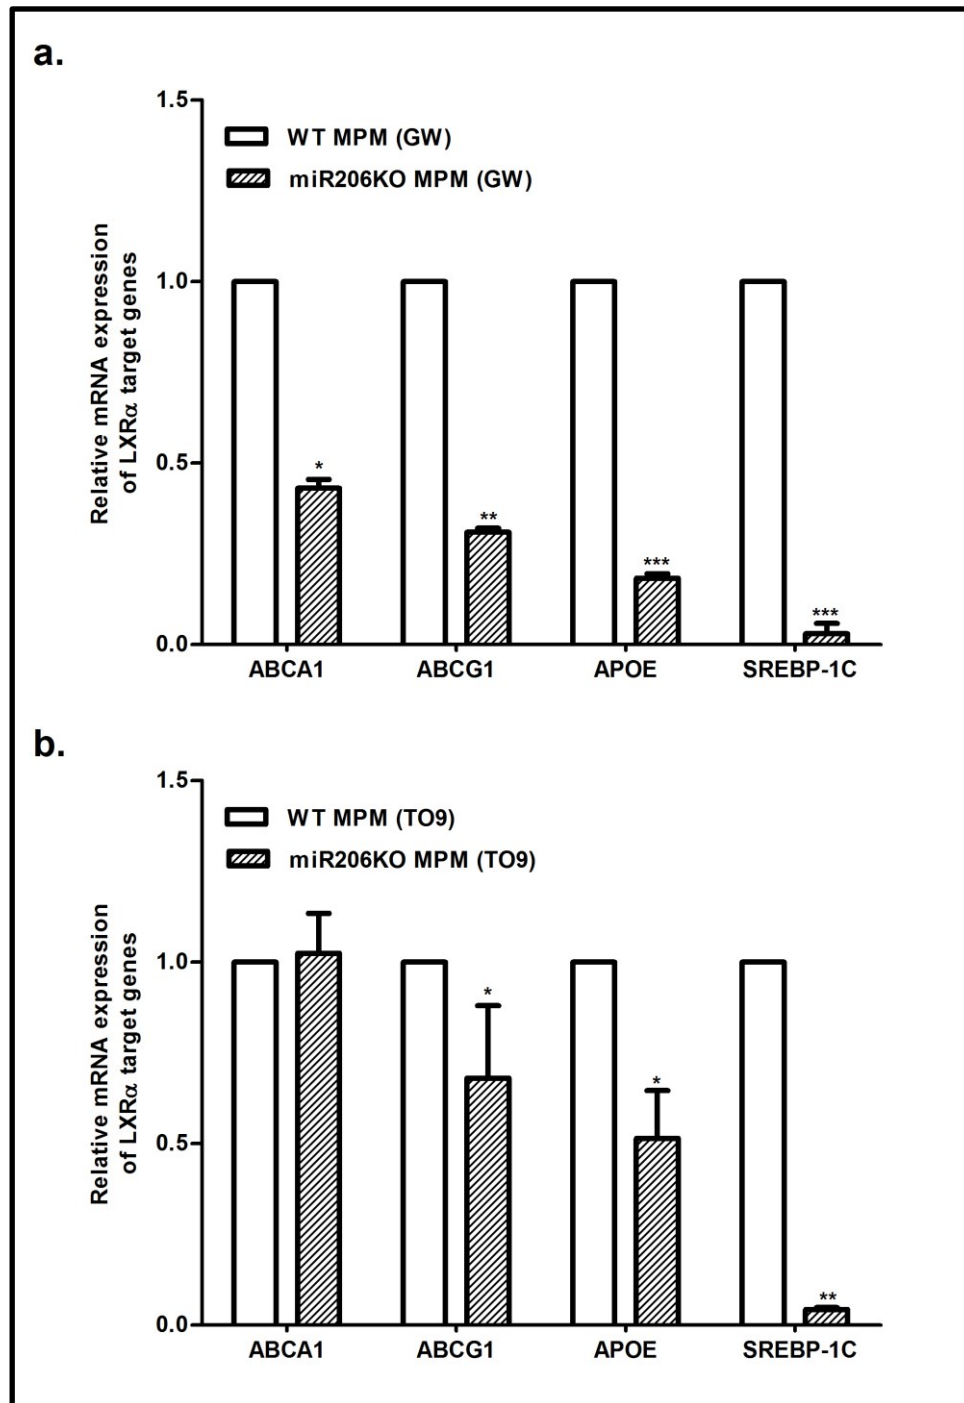 a.
1.5
WT MPM (GW)
miR206KO MPM (GW)
1.0
Relative mRNA expression
of LXRα target genes
0.5
*
**
***
***
0.0
ABCA1
ABCG1
APOE
SREBP-1C
b.
1.5
WT MPM (TO9)
miR206KO MPM (TO9)
1.0
Relative mRNA expression
of LXRα target genes
*
*
0.5
**
0.0
ABCA1
ABCG1
APOE
SREBP-1C